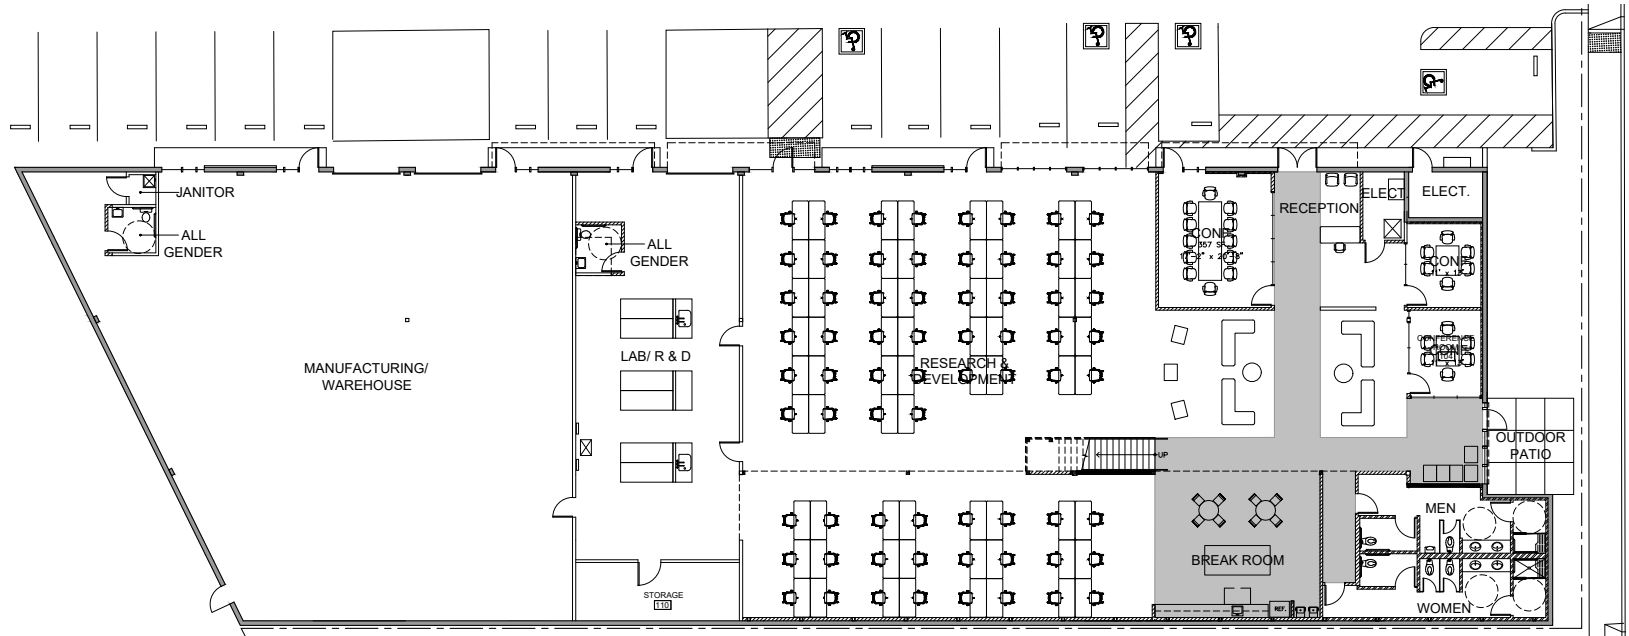 JANITOR
ALL
GENDER
ALL
GENDER
MANUFACTURING/
WAREHOUSE
LAB/ R & D
STORAGE
110
RESEARCH &
DEVELOPMENT
UP
CONF.
RECEPTION
ELECT.
ELECT.
CONF.
CONFERENCE
OUTDOOR
PATIO
BREAK ROOM
REF.
MEN
WOMEN